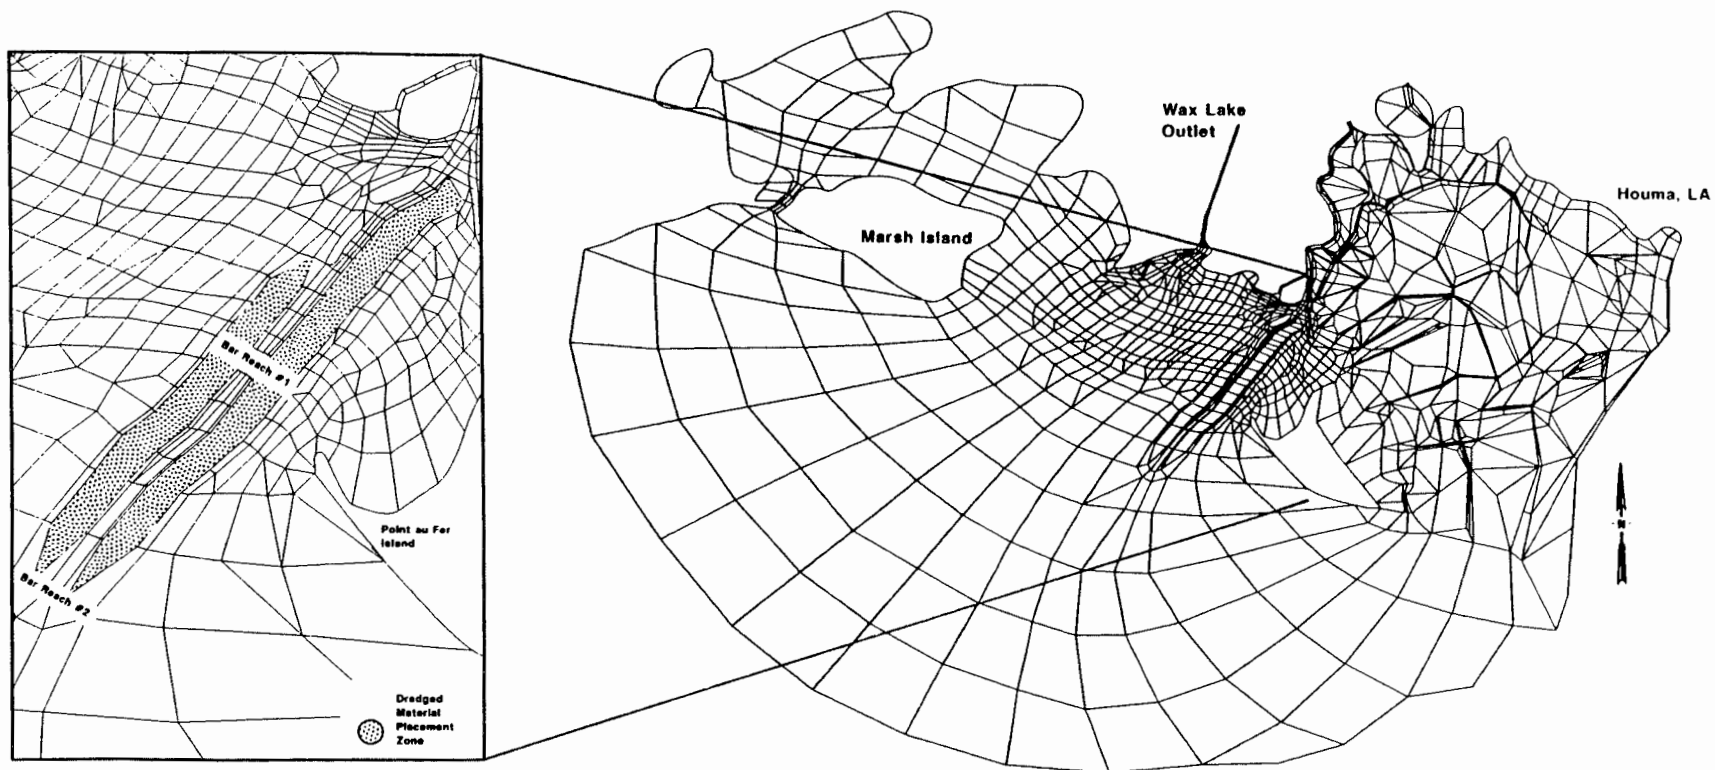 Wax Lake
Outlet
Houma, LA
Marsh Island
Bar Reach #1
Point au Fer
Island
Bar Reach #2
Dredged
Material
Placement
Zone
N